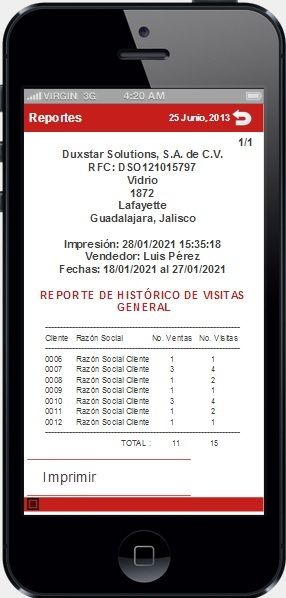 VIRGIN 3G 4:20 AM
Reportes 25 Junio, 2013
1/1
Duxstar Solutions, S.A. de C.V.
RFC: DSO121015797
Vidrio
1872
Lafayette
Guadalajara, Jalisco
Impresión: 28/01/2021 15:35:18
Vendedor: Luis Pérez
Fechas: 18/01/2021 al 27/01/2021
REPORTE DE HISTÓRICO DE VISITAS
GENERAL
Cliente Razón Social No. Ventas No. Visitas
0006 Razón Social Cliente 1 1
0007 Razón Social Cliente 3 4
0008 Razón Social Cliente 1 2
0009 Razón Social Cliente 1 1
0010 Razón Social Cliente 3 4
0011 Razón Social Cliente 1 2
0012 Razón Social Cliente 1 1
TOTAL : 11 15
Imprimir